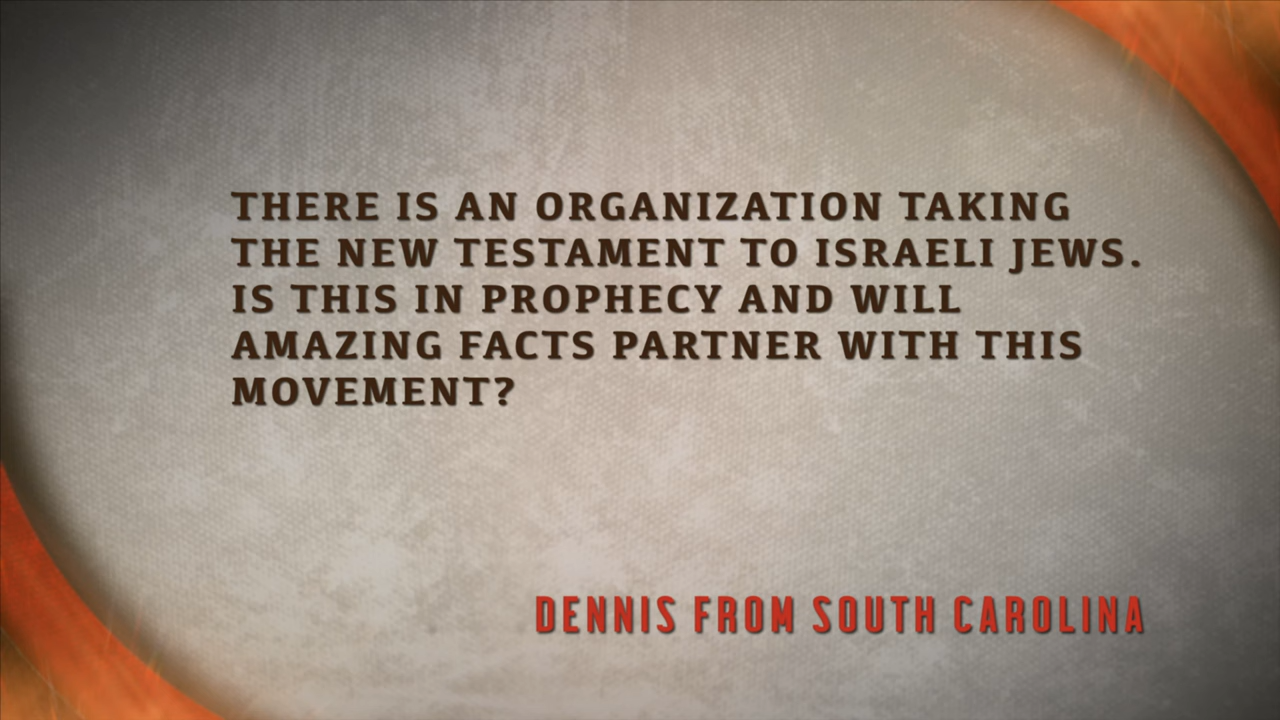 THERE IS AN ORGANIZATION TAKING
THE NEW TESTAMENT TO ISRAELI JEWS.
IS THIS IN PROPHECY AND WILL
AMAZING FACTS PARTNER WITH THIS
MOVEMENT?
DENNIS FROM SOUTH CAROLINA